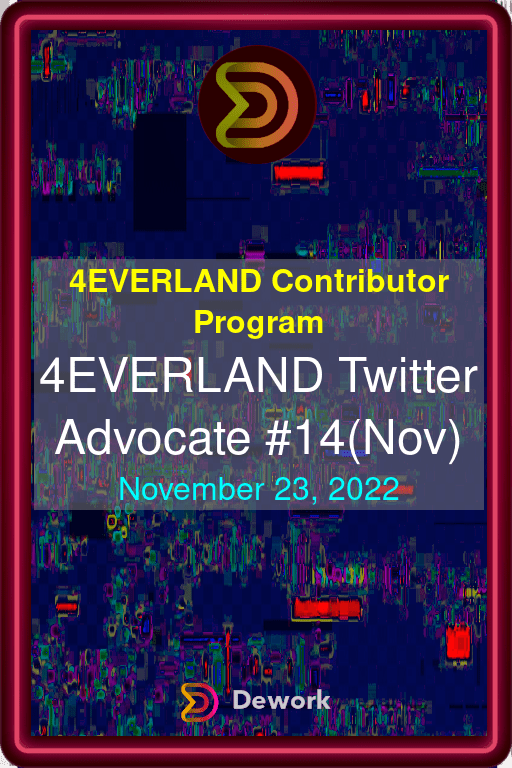 4EVERLAND Contributor
Program
4EVERLAND Twitter
Advocate #14(Nov)
November 23, 2022
Dework